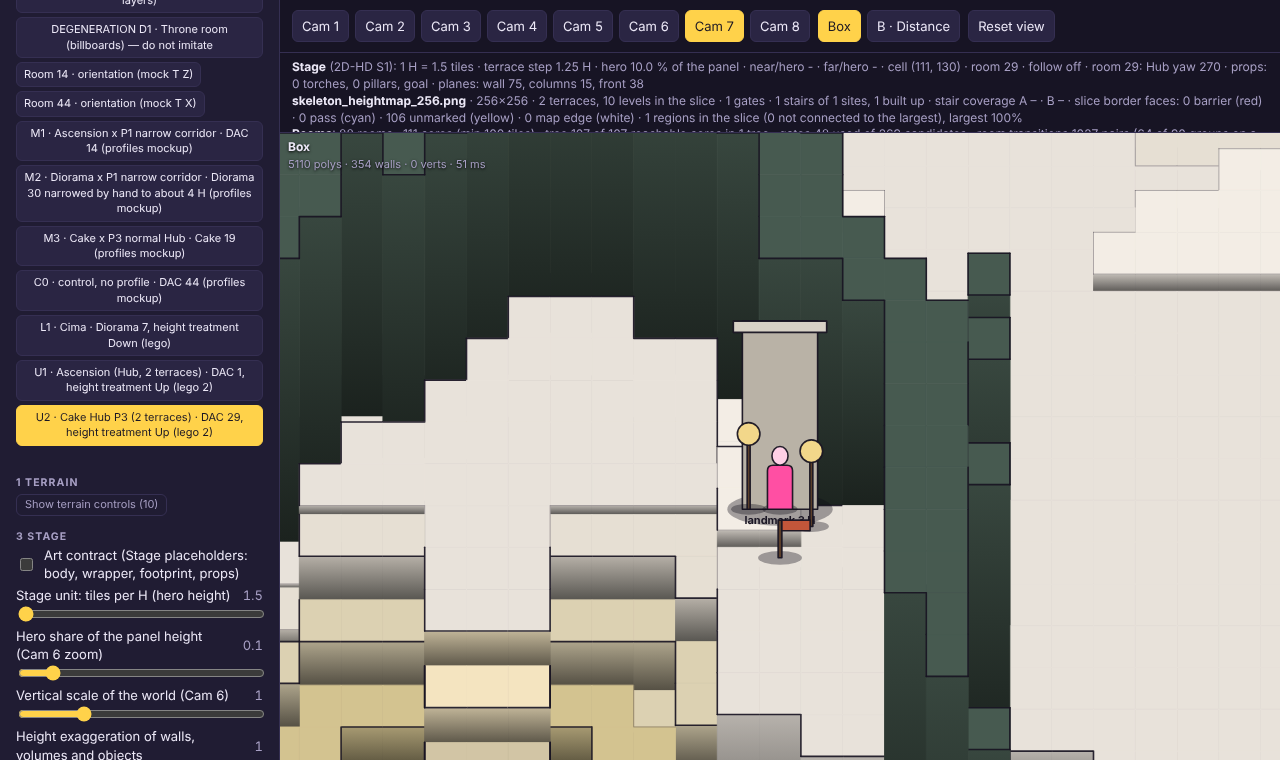 layers)
DEGENERATION D1 · Throne room
(billboards) — do not imitate
Room 14 · orientation (mock T Z)
Room 44 · orientation (mock T X)
M1 · Ascension x P1 narrow corridor · DAC
14 (profiles mockup)
M2 · Diorama x P1 narrow corridor · Diorama
30 narrowed by hand to about 4 H (profiles
mockup)
M3 · Cake x P3 normal Hub · Cake 19
(profiles mockup)
C0 · control, no profile · DAC 44 (profiles
mockup)
L1 · Cima · Diorama 7, height treatment
Down (lego)
U1 · Ascension (Hub, 2 terraces) · DAC 1,
height treatment Up (lego 2)
U2 · Cake Hub P3 (2 terraces) · DAC 29,
height treatment Up (lego 2)
1 TERRAIN
Show terrain controls (10)
3 STAGE
Art contract (Stage placeholders:
body, wrapper, footprint, props)
Stage unit: tiles per H (hero height) 1.5
Hero share of the panel height
(Cam 6 zoom) 0.1
Vertical scale of the world (Cam 6) 1
Height exaggeration of walls,
volumes and objects 1
Cam 1 Cam 2 Cam 3 Cam 4 Cam 5 Cam 6 Cam 7 Cam 8 Box B · Distance Reset view
Stage (2D-HD S1): 1 H = 1.5 tiles · terrace step 1.25 H · hero 10.0 % of the panel · near/hero - · far/hero - · cell (111, 130) · room 29 · follow off · room 29: Hub yaw 270 · props:
0 torches, 0 pillars, goal · planes: wall 75, columns 15, front 38
skeleton_heightmap_256.png · 256×256 · 2 terraces, 10 levels in the slice · 1 gates · 1 stairs of 1 sites, 1 built up · stair coverage A – · B – · slice border faces: 0 barrier (red)
· 0 pass (cyan) · 106 unmarked (yellow) · 0 map edge (white) · 1 regions in the slice (0 not connected to the largest), largest 100%
Box
5110 polys · 354 walls · 0 verts · 51 ms